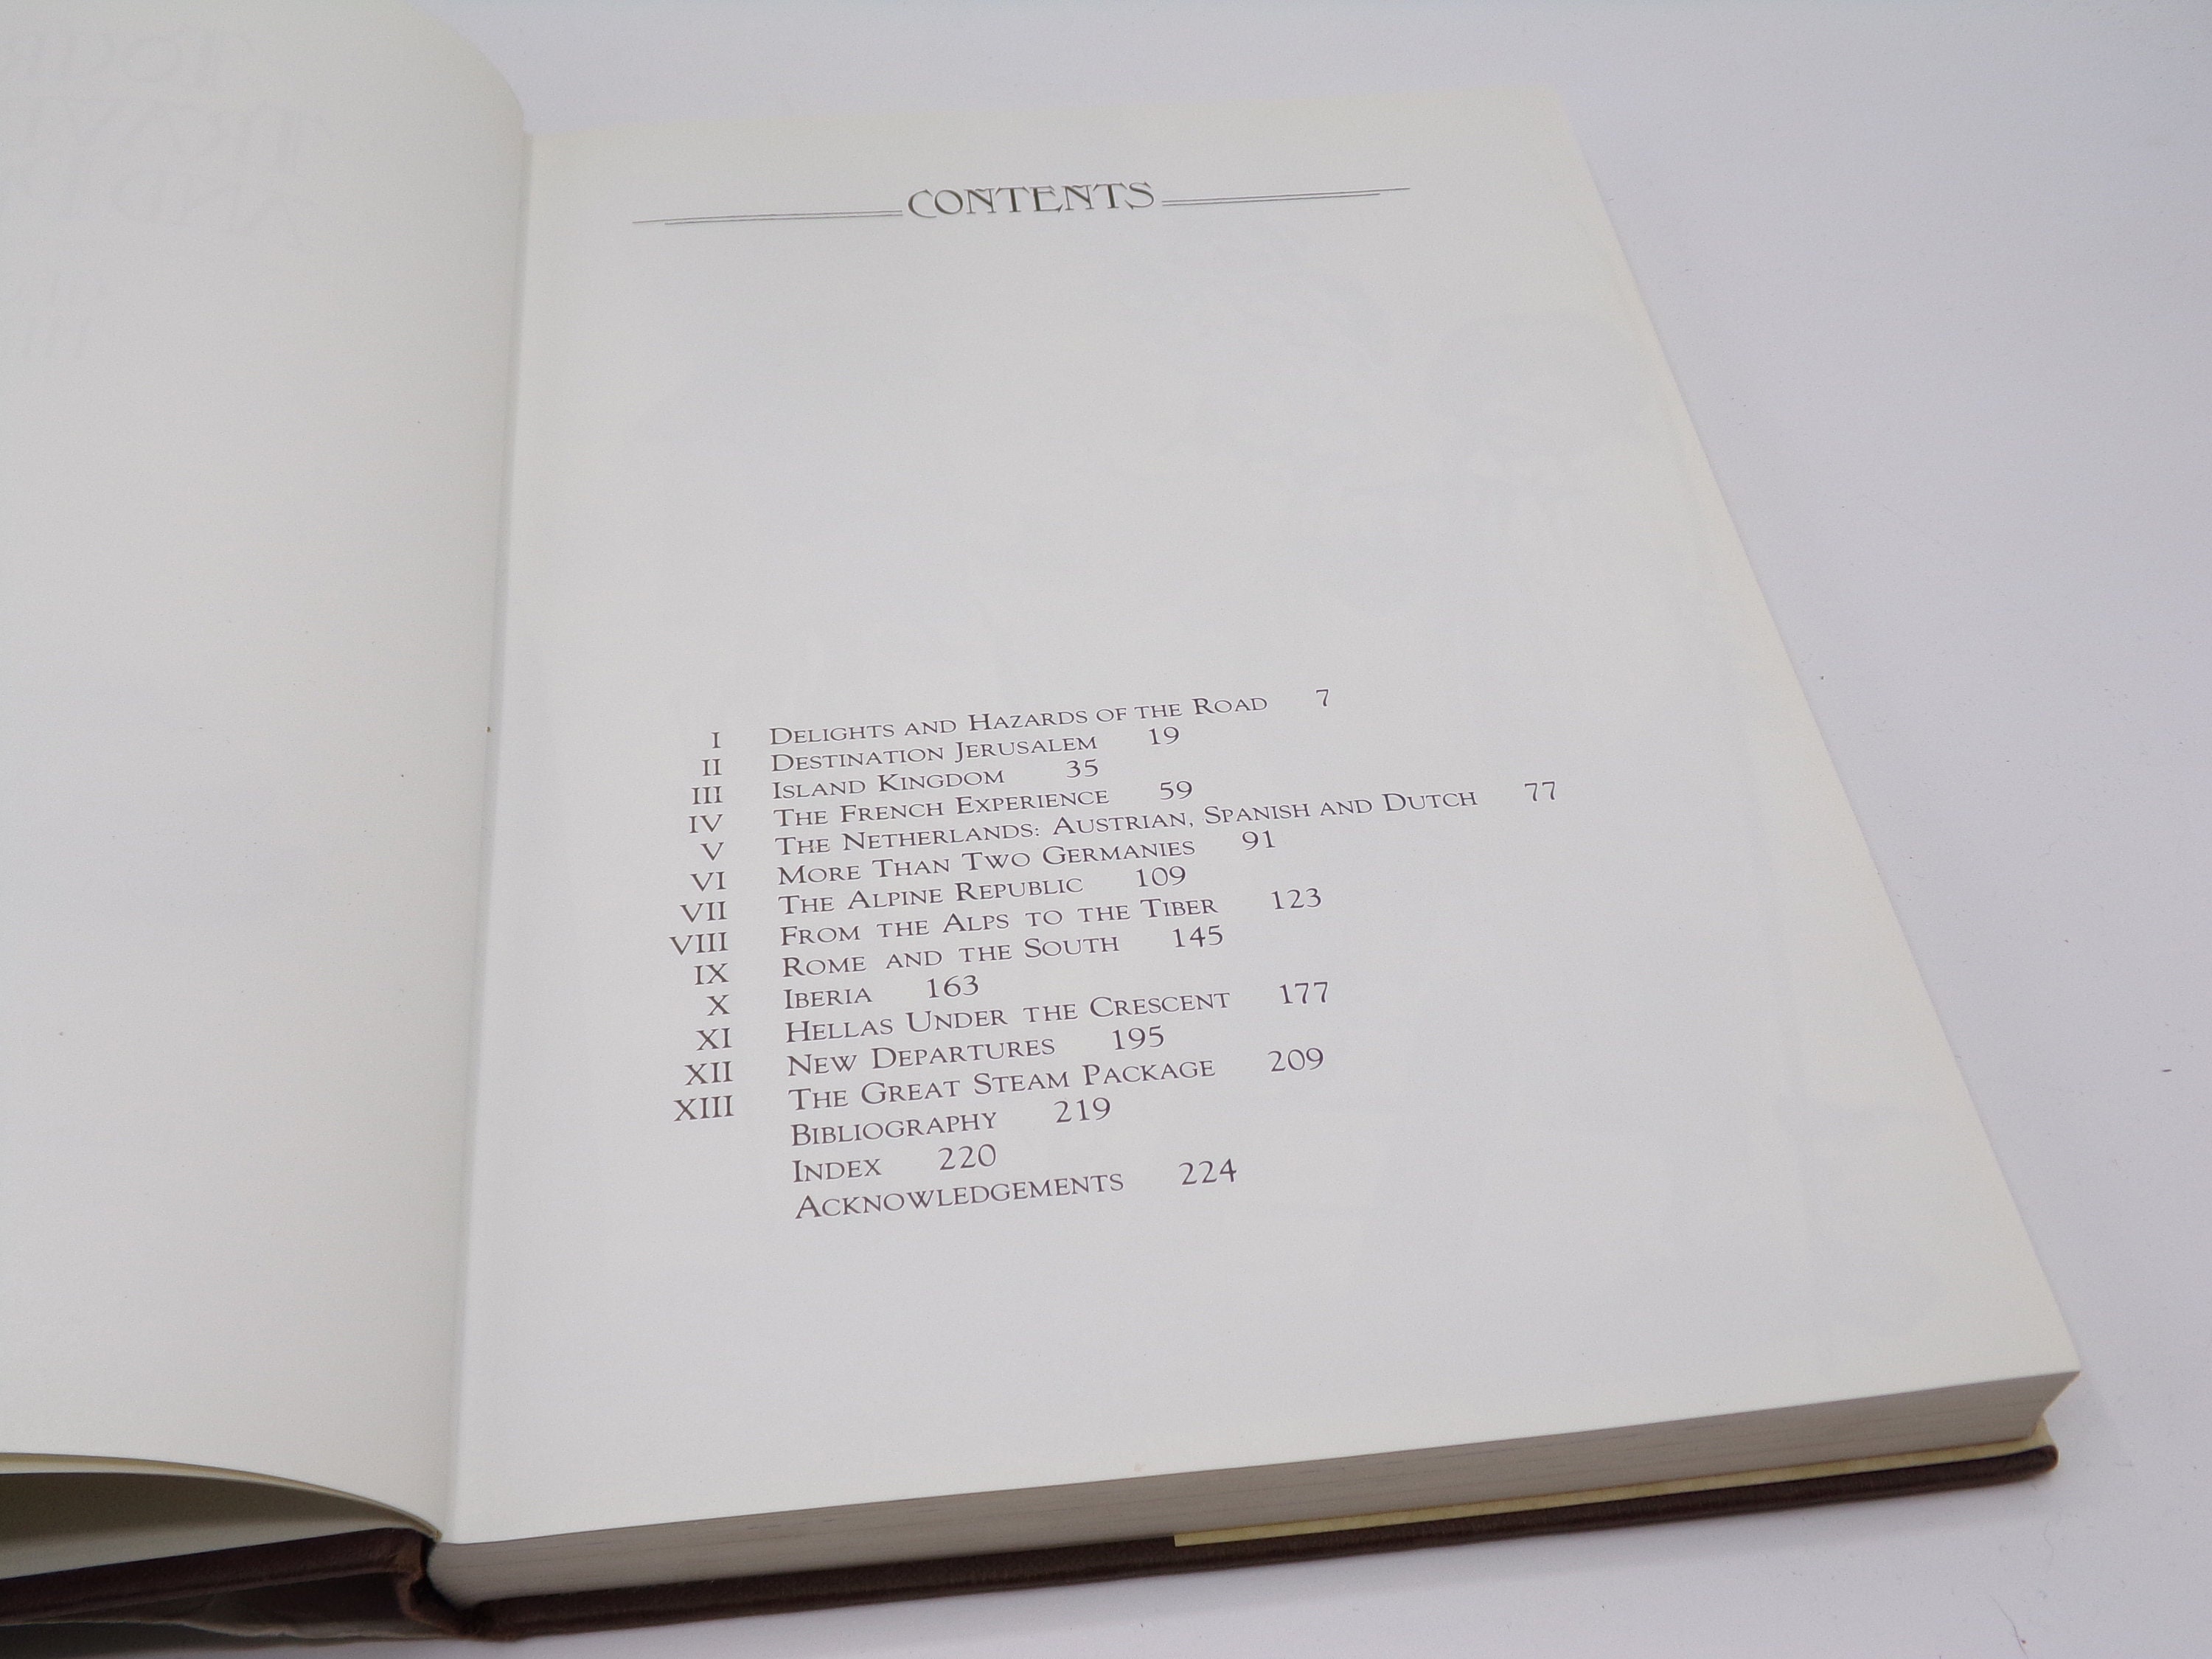 CONTENTS
I DELIGHTS AND HAZARDS OF THE ROAD 7
II DESTINATION JERUSALEM 19
III ISLAND KINGDOM 35
IV THE FRENCH EXPERIENCE 59
V THE NETHERLANDS: AUSTRIAN, SPANISH AND DUTCH 77
VI MORE THAN TWO GERMANIES 91
VII THE ALPINE REPUBLIC 109
VIII FROM THE ALPS TO THE TIBER 123
IX ROME AND THE SOUTH 145
X IBERIA 163
XI HELLAS UNDER THE CRESCENT 177
XII NEW DEPARTURES 195
XIII THE GREAT STEAM PACKAGE 209
BIBLIOGRAPHY 219
INDEX 220
ACKNOWLEDGEMENTS 224